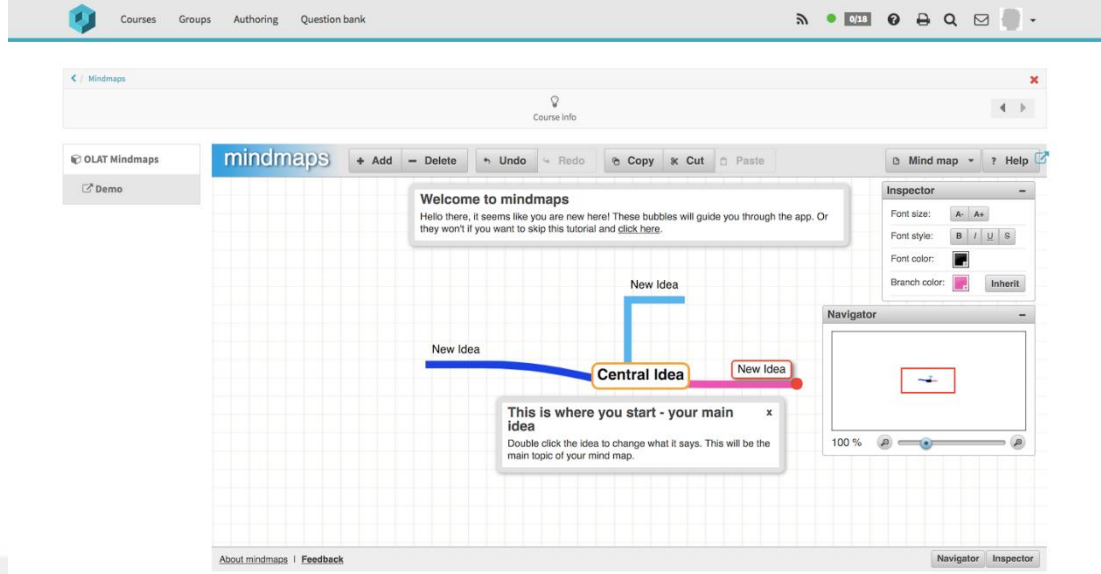 Courses Groups Authoring Question bank
0/18
/ Mindmaps
Course info
OLAT Mindmaps
Demo
mindmaps + Add − Delete Undo Redo Copy Cut Paste Mind map ? Help
Welcome to mindmaps
Hello there, it seems like you are new here! These bubbles will guide you through the app. Or
they won't if you want to skip this tutorial and click here.
Inspector −
Font size: A- A+
Font style: B I U S
Font color:
Branch color: Inherit
New Idea
New Idea
Central Idea
New Idea
This is where you start - your main x
idea
Double click the idea to change what it says. This will be the
main topic of your mind map.
Navigator −
100 %
About mindmaps | Feedback
Navigator Inspector